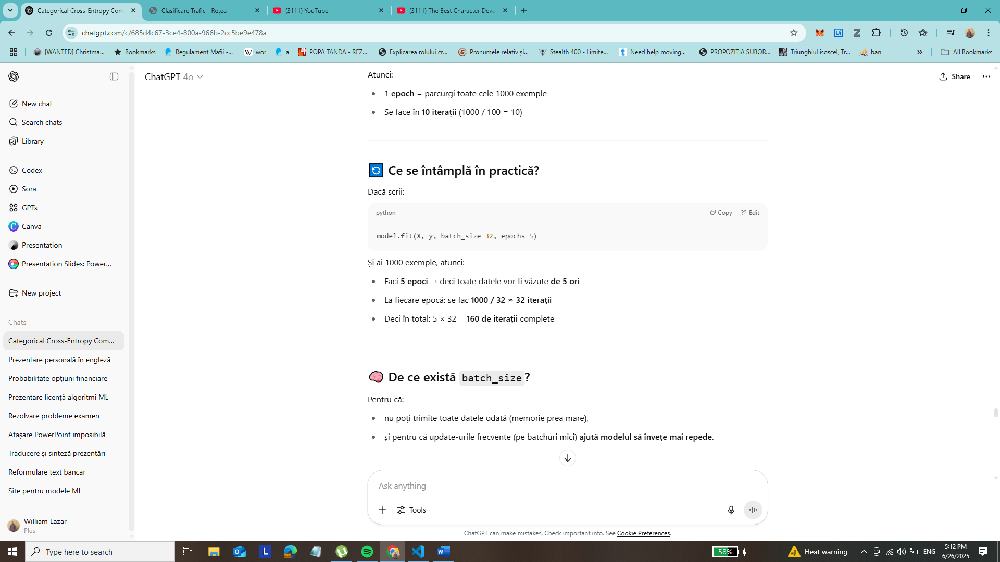 Categorical Cross-Entropy Com
Clasificare Trafic - Rețea
(3111) YouTube
(3111) The Best Character Deve
chatgpt.com/c/685d4c67-3ce4-800a-966b-2cc5be9e478a
[WANTED] Christma...
Bookmarks
Regulament Mafii -...
wor
a
POPA TANDA - REZ...
Explicarea rolului cr...
Pronumele relativ și...
Stealth 400 - Limite...
Need help moving...
PROPOZITIA SUBOR...
Triunghiul isoscel, Tr...
ban
All Bookmarks
ChatGPT 4o
Share
New chat
Search chats
Library
Codex
Sora
GPTs
Canva
Presentation
Presentation Slides: Power...
New project
Chats
Categorical Cross-Entropy Com...
Prezentare personală în engleză
Probabilitate opțiuni financiare
Prezentare licență algoritmi ML
Rezolvare probleme examen
Atașare PowerPoint imposibilă
Traducere și sinteză prezentări
Reformulare text bancar
Site pentru modele ML
William Lazar
Plus
Atunci:
1 epoch = parcurgi toate cele 1000 exemple
Se face în 10 iterații (1000 / 100 = 10)
Ce se întâmplă în practică?
Dacă scrii:
python
Copy
Edit
model.fit(X, y, batch_size=32, epochs=5)
Și ai 1000 exemple, atunci:
Faci 5 epoci → deci toate datele vor fi văzute de 5 ori
La fiecare epocă: se fac 1000 / 32 ≈ 32 iterații
Deci în total: 5 × 32 = 160 de iterații complete
De ce există batch_size?
Pentru că:
nu poți trimite toate datele odată (memorie prea mare),
și pentru că update-urile frecvente (pe batchuri mici) ajută modelul să învețe mai repede.
Ask anything
Tools
ChatGPT can make mistakes. Check important info. See Cookie Preferences.
Type here to search
58%
Heat warning
ENG
5:12 PM
6/26/2025